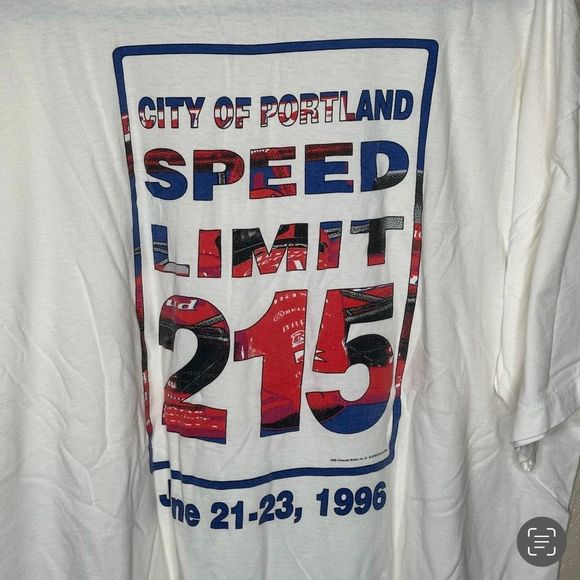 CITY OF PORTLAND
SPEED
LIMIT
215
June 21-23, 1996